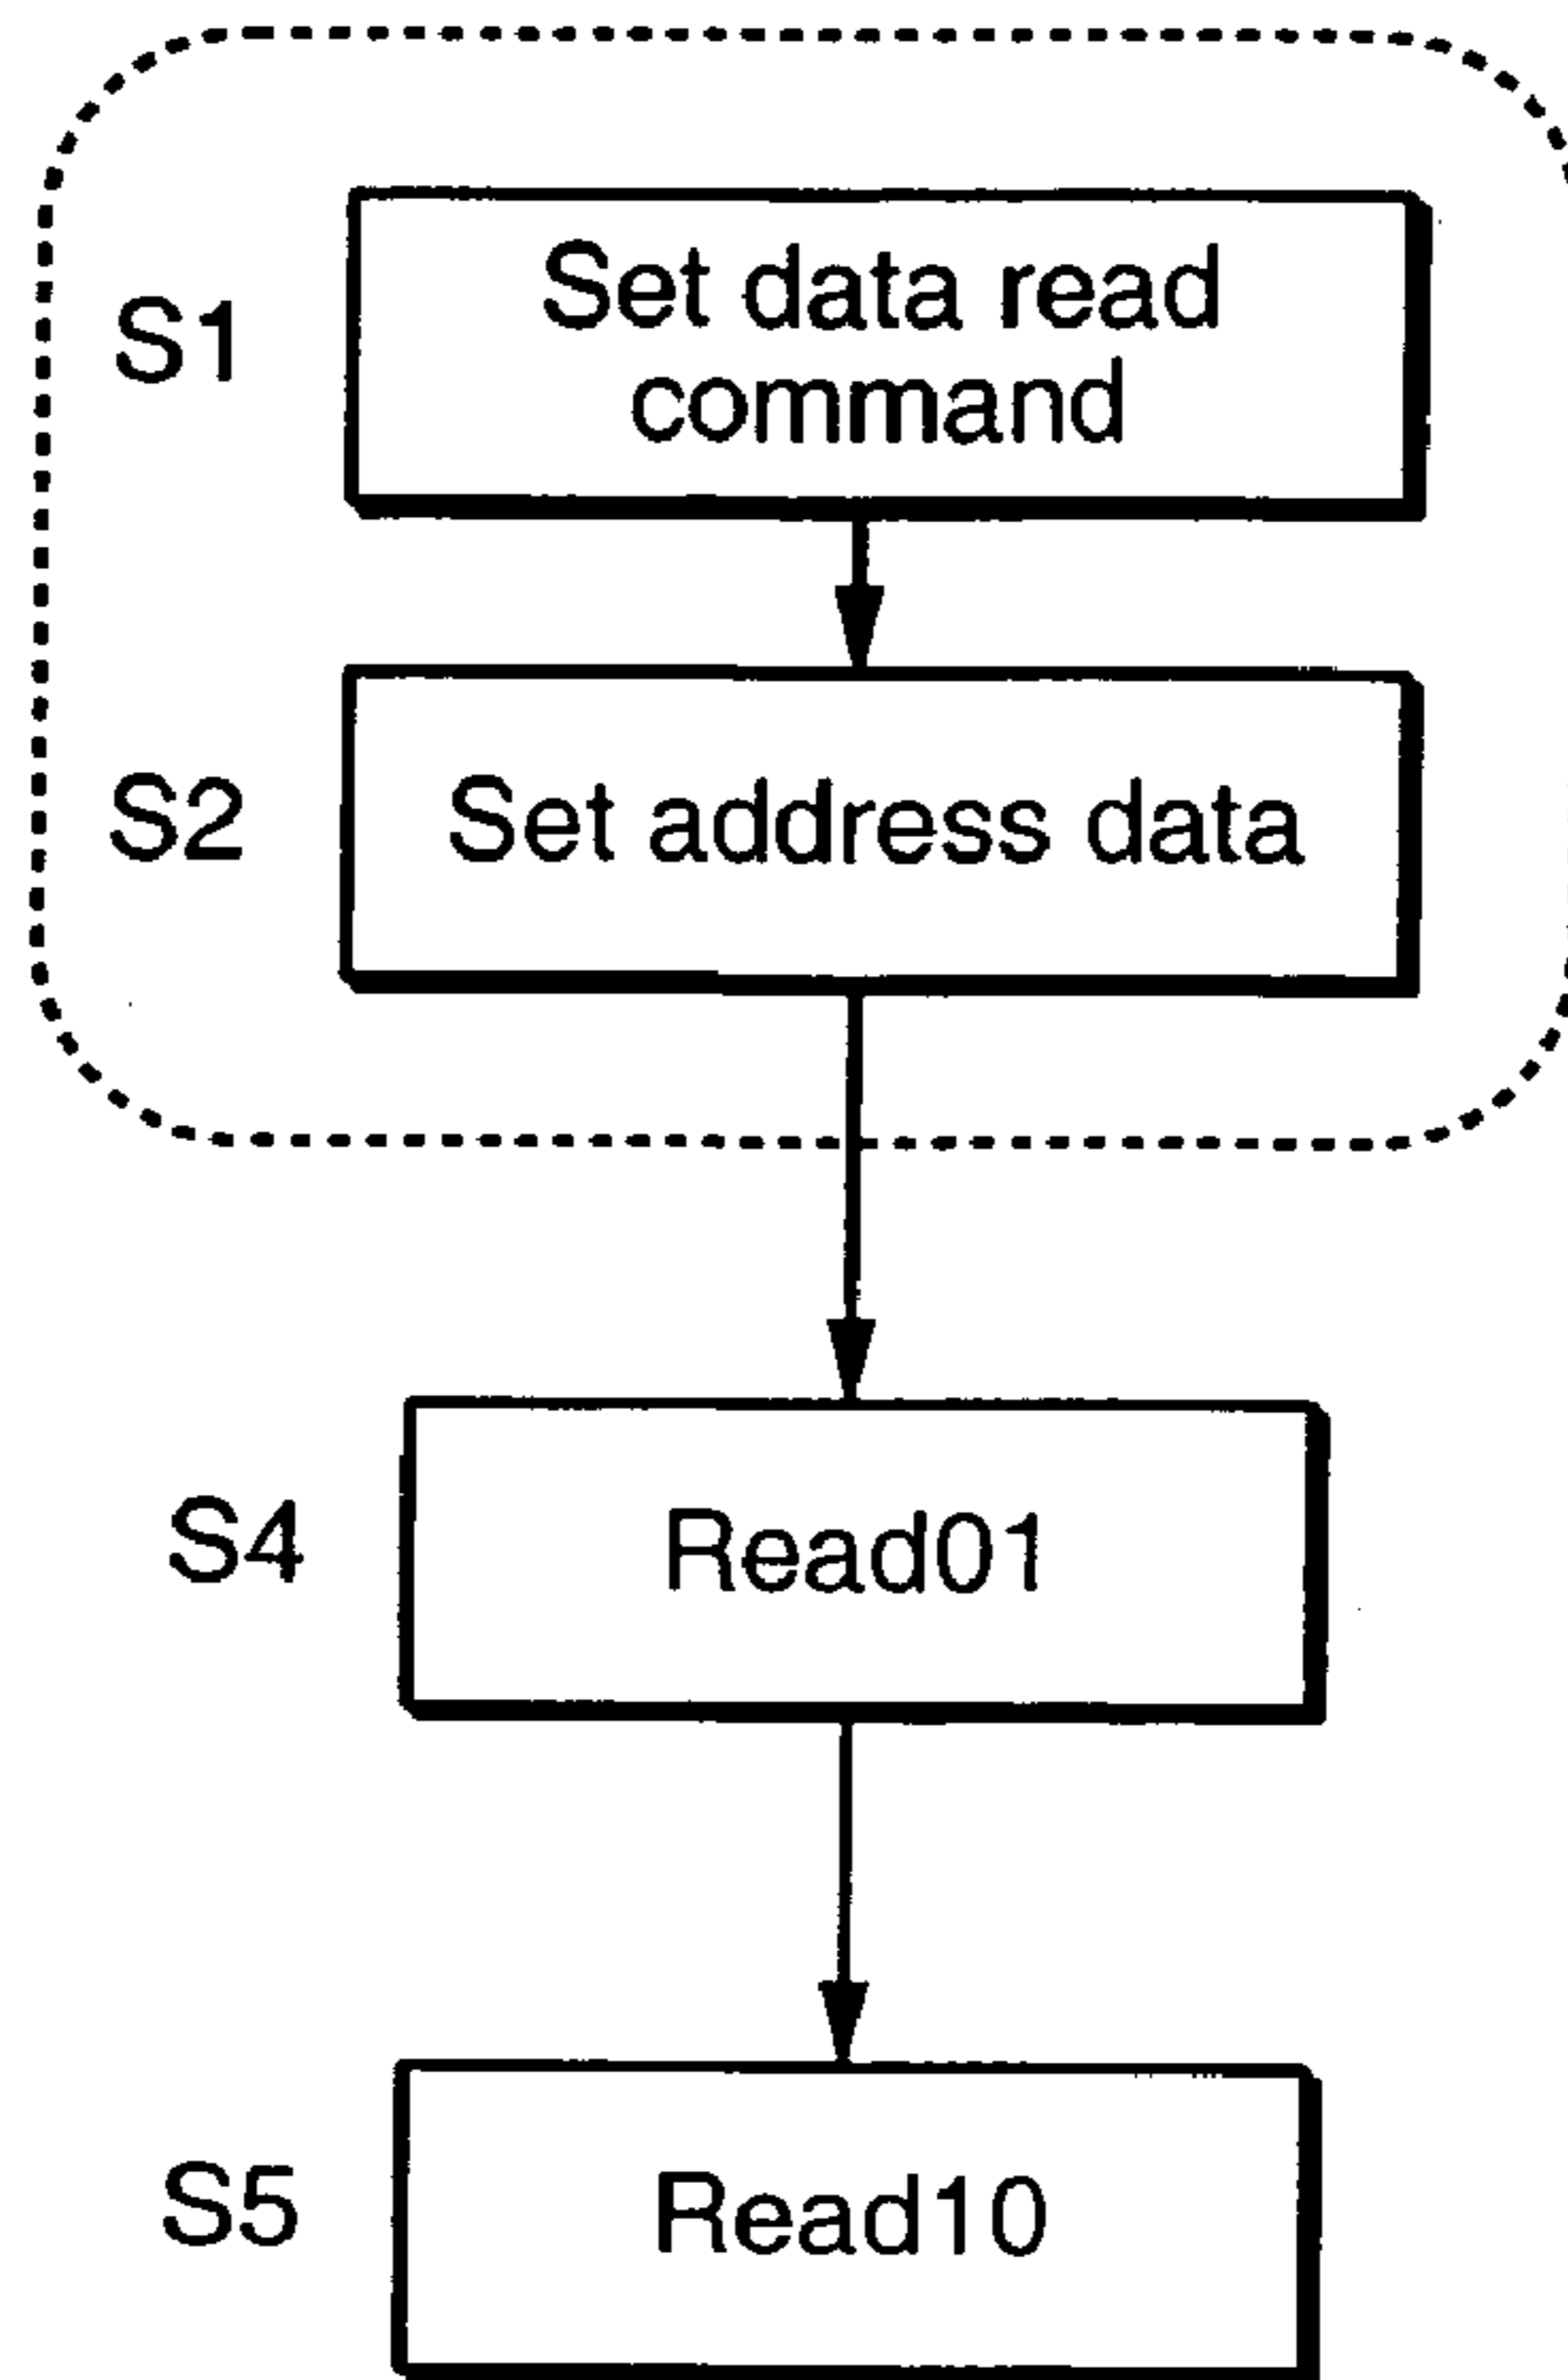 S1
Set data read
command
S2
Set address data
S4
Read01
S5
Read10